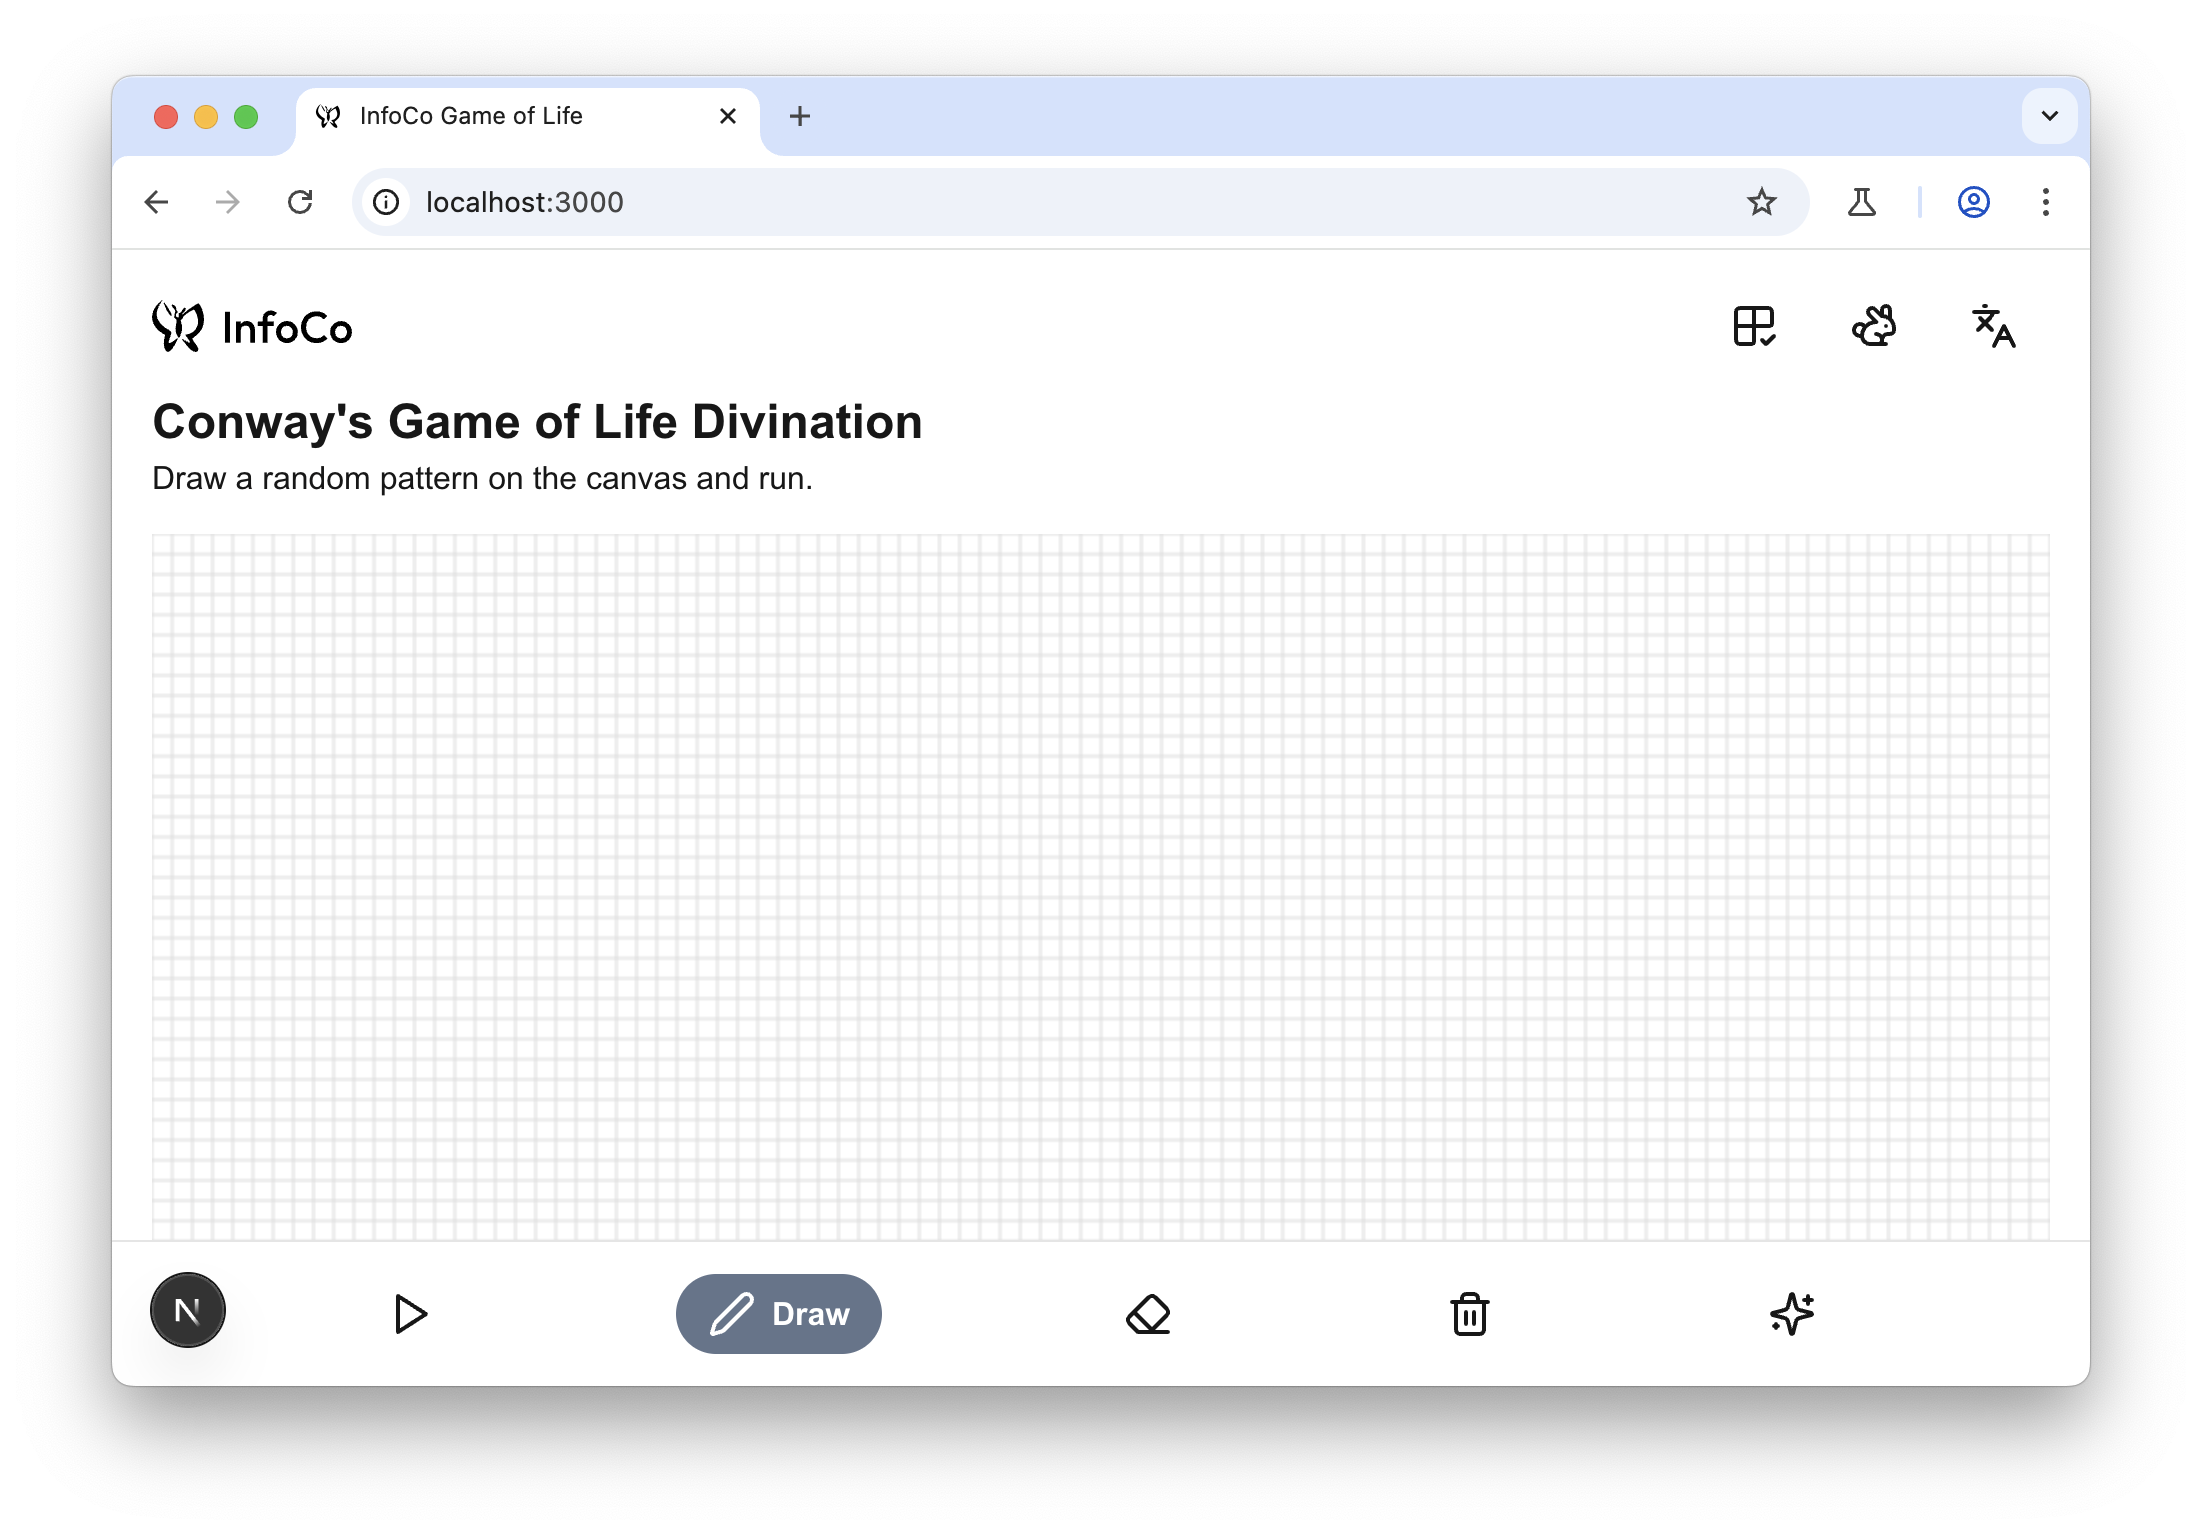 InfoCo Game of Life
localhost:3000
InfoCo
Conway's Game of Life Divination
Draw a random pattern on the canvas and run.
N
Draw